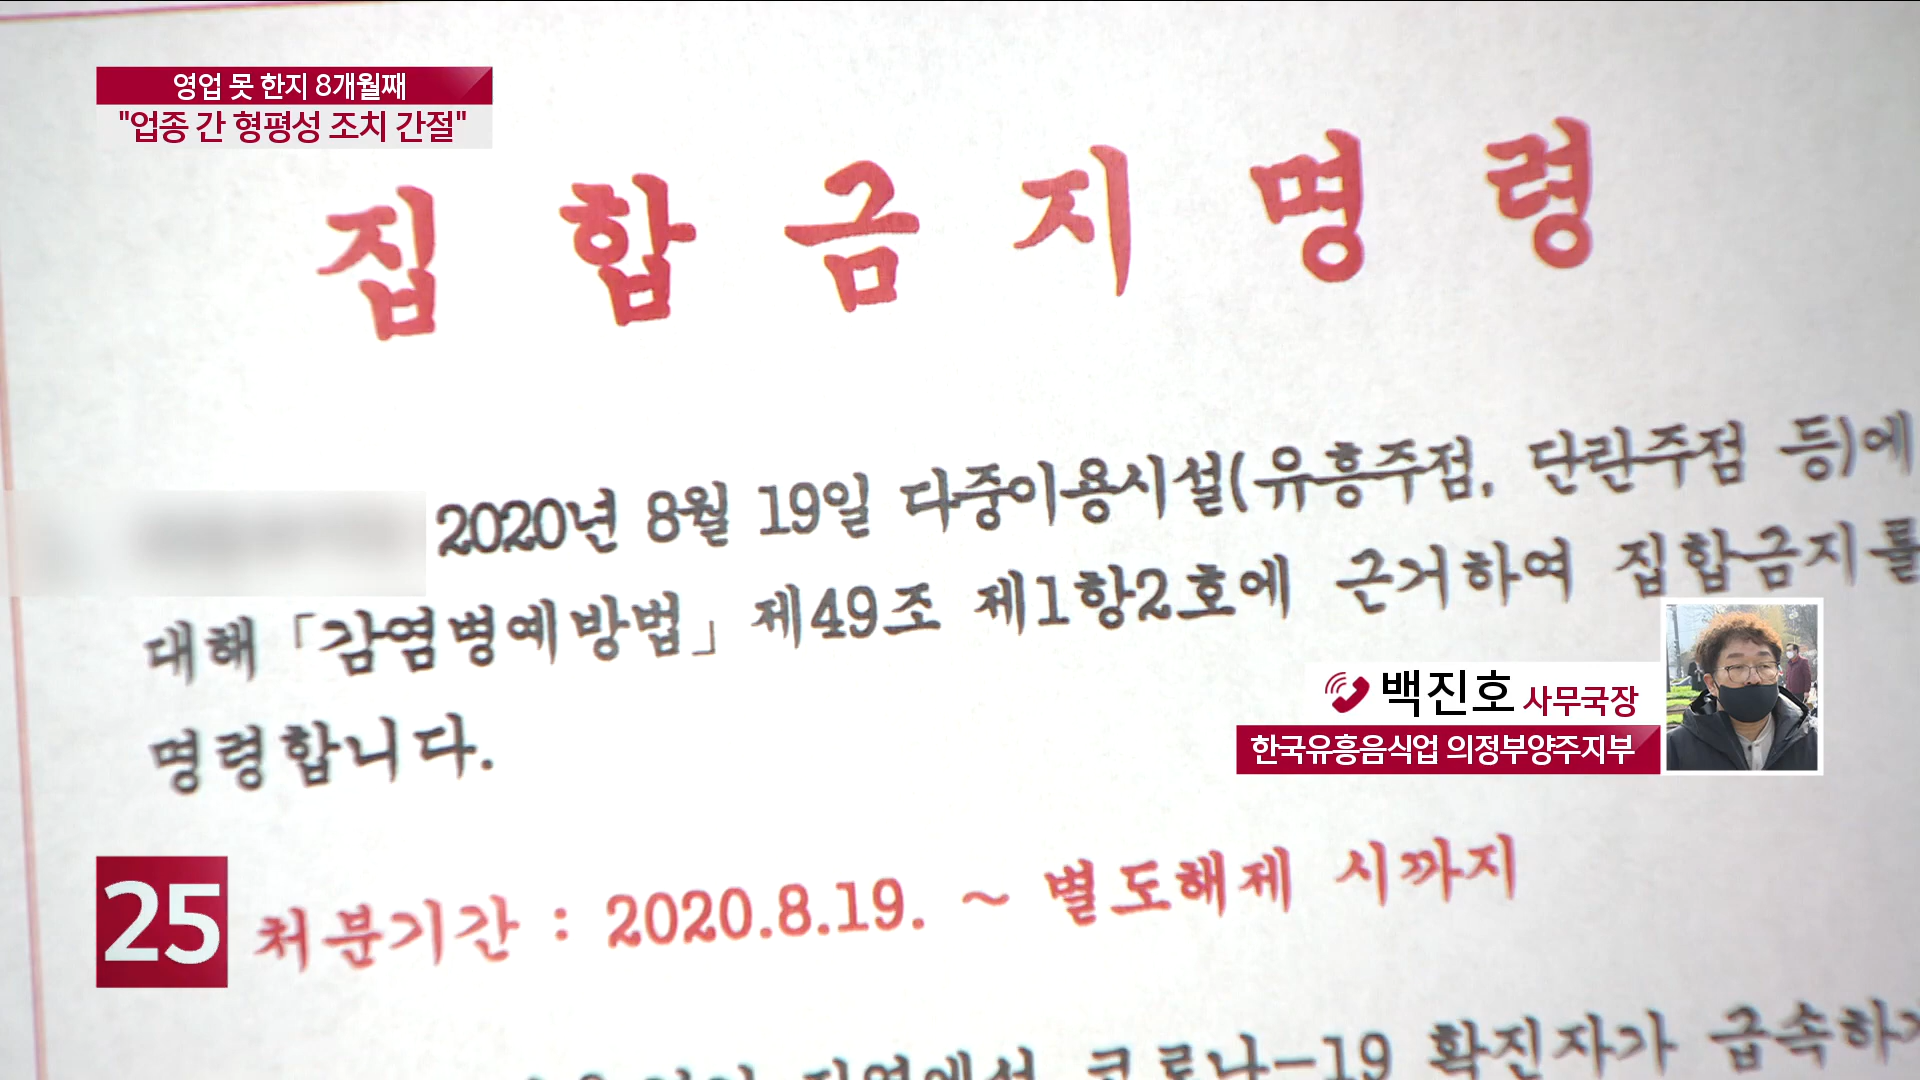 영업 못 한지 8개월째
"업종 간 형평성 조치 간절"
집합금지명령
2020년 8월 19일 다중이용시설(유흥주점, 단란주점 등)에
대해 「감염병예방법」 제49조 제1항2호에 근거하여 집합금지를
명령합니다.
백진호 사무국장
한국유흥음식업 의정부양주지부
25
처분기간 : 2020.8.19. ~ 별도해제 시까지
코로나-19 확진자가 급속하